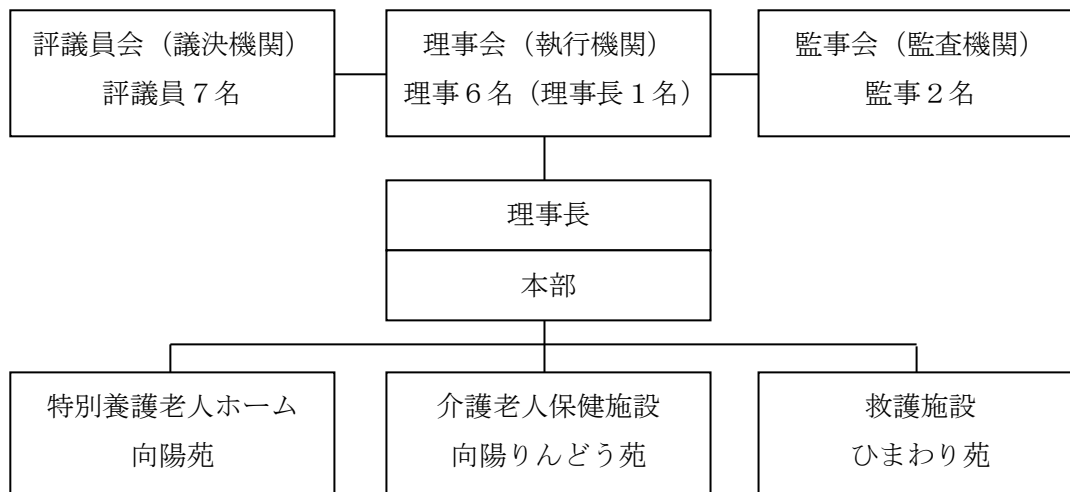 評議員会（議決機関）
評議員７名
理事会（執行機関）
理事６名（理事長１名）
監事会（監査機関）
監事２名
理事長
本部
特別養護老人ホーム
向陽苑
介護老人保健施設
向陽りんどう苑
救護施設
ひまわり苑